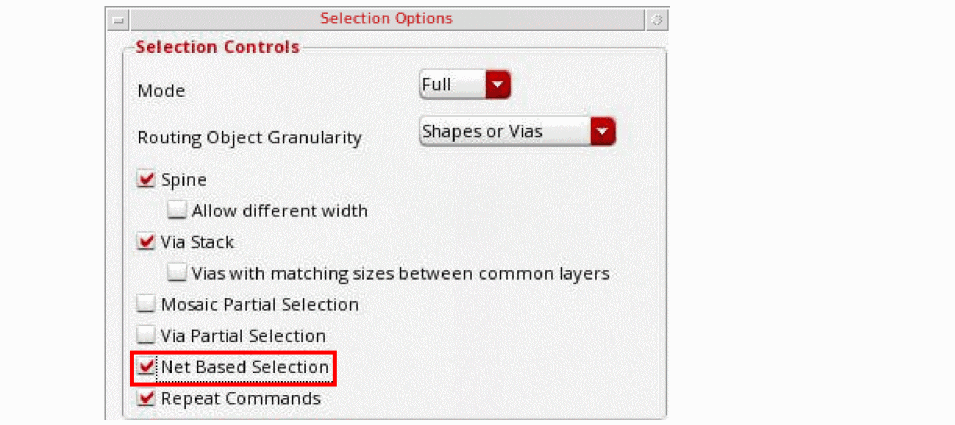 Selection Options
Selection Controls
Mode Full
Routing Object Granularity Shapes or Vias
Spine
Allow different width
Via Stack
Vias with matching sizes between common layers
Mosaic Partial Selection
Via Partial Selection
Net Based Selection
Repeat Commands